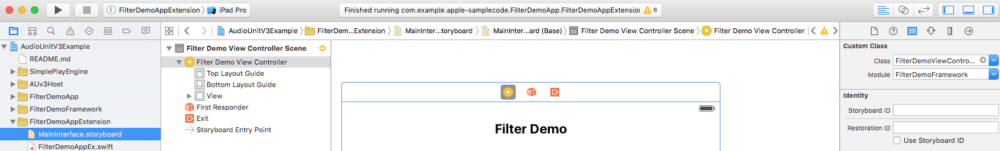 FilterDemoAppExtension iPad Pro
Finished running com.example.apple-samplecode.FilterDemoApp.FilterDemoAppExtension
6
AudioUnitV3Example
README.md
SimplePlayEngine
AUv3Host
FilterDemoApp
FilterDemoFramework
FilterDemoAppExtension
MainInterface.storyboard
FilterDemoAppEx.swift
AudioUnitV3Example FilterDem...Extension MainInter...toryboard MainInter...ard (Base) Filter Demo View Controller Scene Filter Demo View Controller
Filter Demo View Controller Scene
Filter Demo View Controller
Top Layout Guide
Bottom Layout Guide
View
First Responder
Exit
Storyboard Entry Point
Filter Demo
Custom Class
Class FilterDemoViewContro...
Module FilterDemoFramework
Identity
Storyboard ID
Restoration ID
Use Storyboard ID